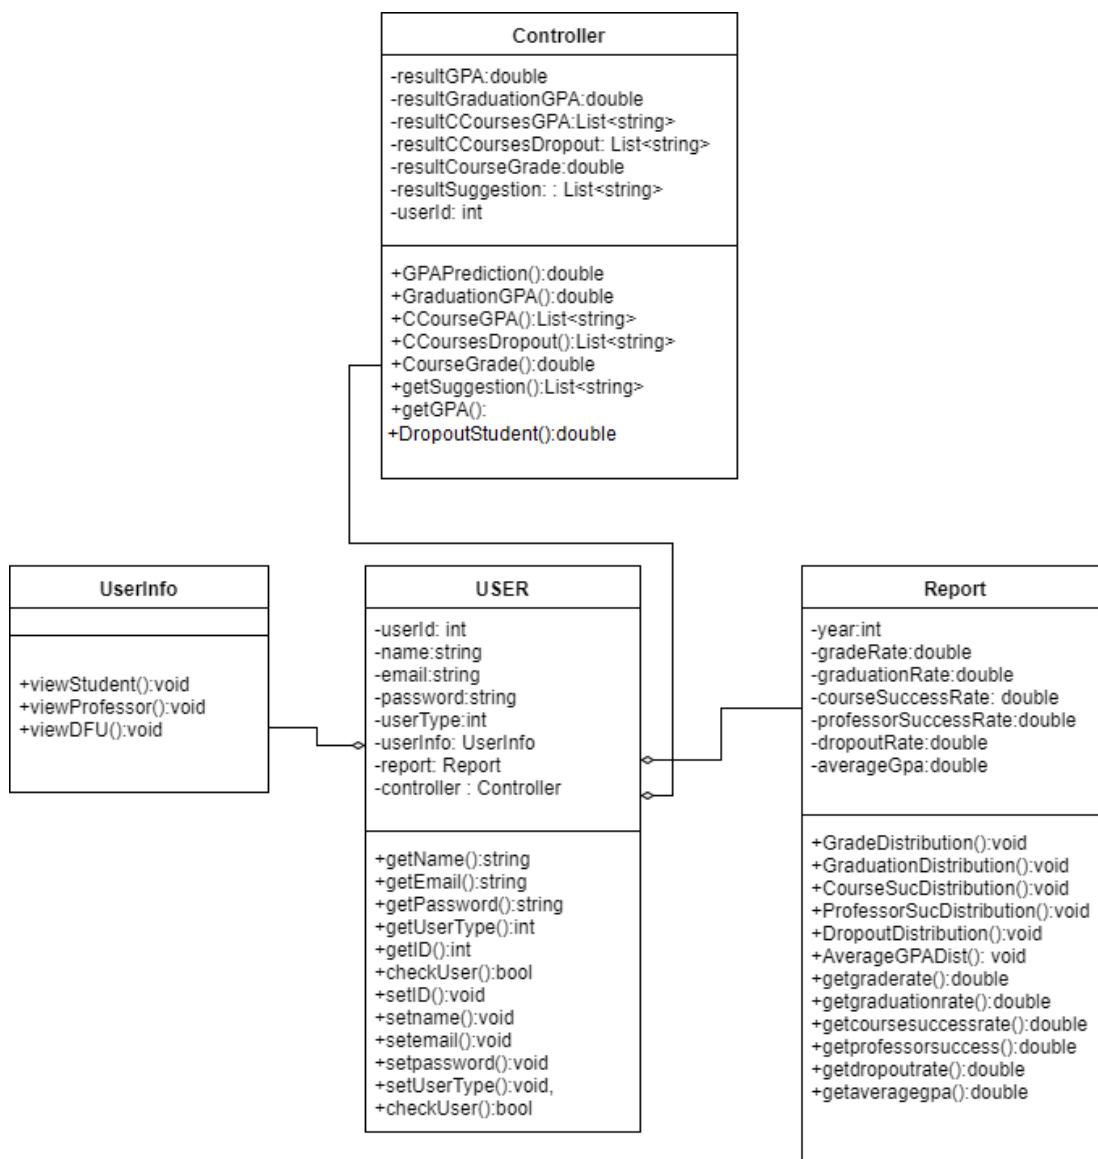 Controller
-resultGPA:double
-resultGraduationGPA:double
-resultCCoursesGPA:List<string>
-resultCCoursesDropout: List<string>
-resultCourseGrade:double
-resultSuggestion: : List<string>
-userId: int
+GPAPrediction():double
+GraduationGPA():double
+CCourseGPA():List<string>
+CCoursesDropout():List<string>
+CourseGrade():double
+getSuggestion():List<string>
+getGPA():
+DropoutStudent():double
UserInfo
+viewStudent():void
+viewProfessor():void
+viewDFU():void
USER
-userId: int
-name:string
-email:string
-password:string
-userType:int
-userInfo: UserInfo
-report: Report
-controller : Controller
+getName():string
+getEmail():string
+getPassword():string
+getUserType():int
+getID():int
+checkUser():bool
+setID():void
+setname():void
+setemail():void
+setpassword():void
+setUserType():void,
+checkUser():bool
Report
-year:int
-gradeRate:double
-graduationRate:double
-courseSuccessRate: double
-professorSuccessRate:double
-dropoutRate:double
-averageGpa:double
+GradeDistribution():void
+GraduationDistribution():void
+CourseSucDistribution():void
+ProfessorSucDistribution():void
+DropoutDistribution():void
+AverageGPADist(): void
+getgraderate():double
+getgraduationrate():double
+getcoursesuccessrate():double
+getprofessorsuccess():double
+getdropoutrate():double
+getaveragegpa():double